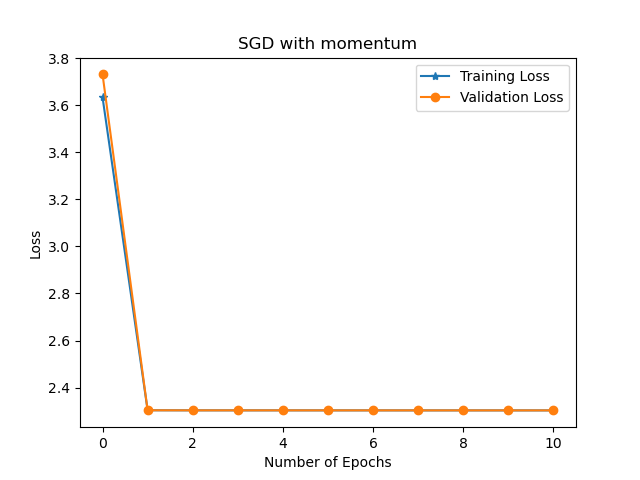 SGD with momentum
Training Loss
Validation Loss
3.8
3.6
3.4
3.2
3.0
2.8
2.6
2.4
Loss
0 2 4 6 8 10
Number of Epochs